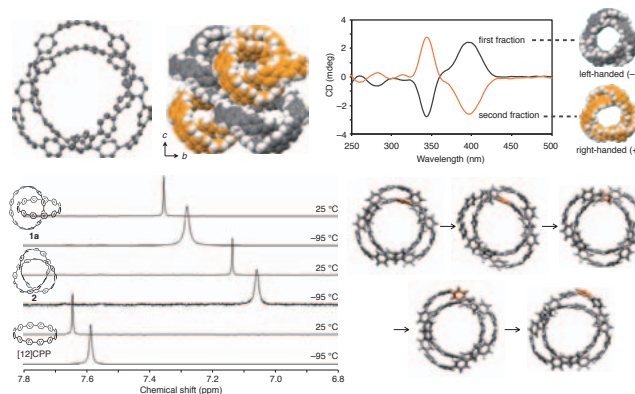 c
b
CD (mdeg)
4
2
0
−2
−4
250 300 350 400 450 500
Wavelength (nm)
first fraction
left-handed (−
second fraction
right-handed (+
1a
25 °C
−95 °C
2
25 °C
−95 °C
[12]CPP
25 °C
−95 °C
7.8 7.6 7.4 7.2 7.0 6.8
Chemical shift (ppm)